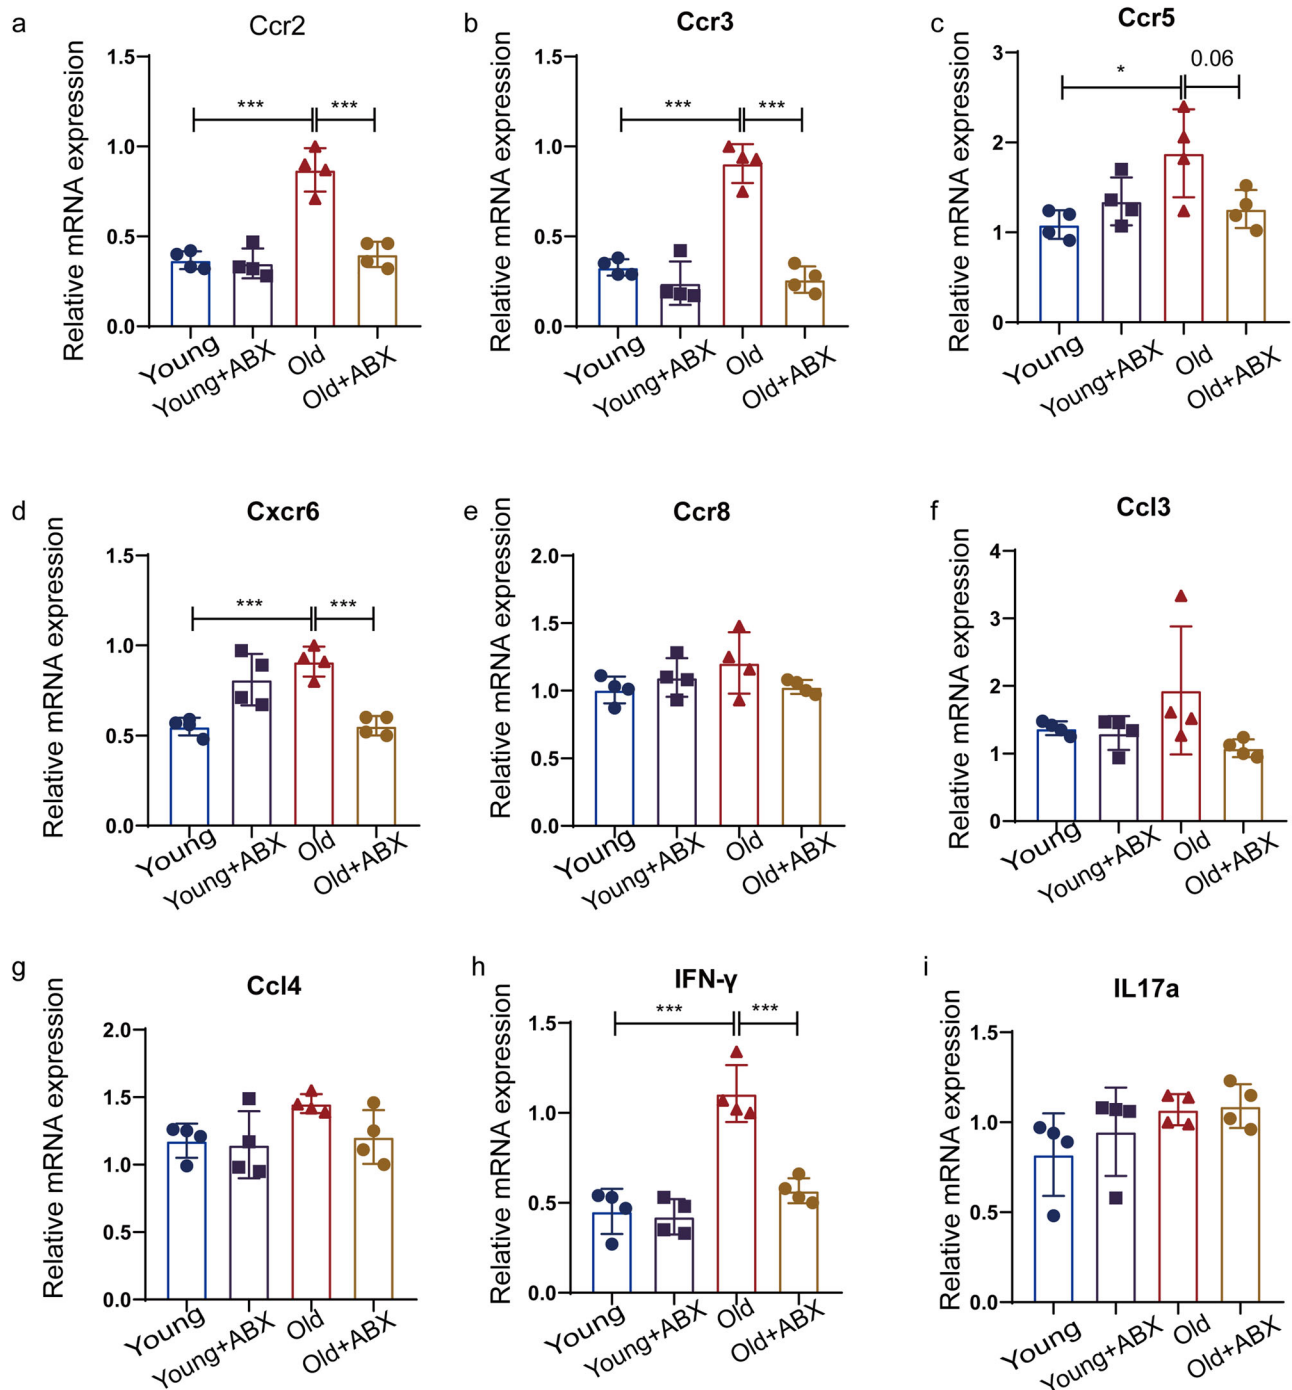 a
Ccr2
Relative mRNA expression
1.5
1.0
0.5
0.0
***
***
Young
Young+ABX
Old
Old+ABX
b
Ccr3
Relative mRNA expression
1.5
1.0
0.5
0.0
***
***
Young
Young+ABX
Old
Old+ABX
c
Ccr5
Relative mRNA expression
3
2
1
0
*
0.06
Young
Young+ABX
Old
Old+ABX
d
Cxcr6
Relative mRNA expression
1.5
1.0
0.5
0.0
***
***
Young
Young+ABX
Old
Old+ABX
e
Ccr8
Relative mRNA expression
2.0
1.5
1.0
0.5
0.0
Young
Young+ABX
Old
Old+ABX
f
Ccl3
Relative mRNA expression
4
3
2
1
0
Young
Young+ABX
Old
Old+ABX
g
Ccl4
Relative mRNA expression
2.0
1.5
1.0
0.5
0.0
Young
Young+ABX
Old
Old+ABX
h
IFN-γ
Relative mRNA expression
1.5
1.0
0.5
0.0
***
***
Young
Young+ABX
Old
Old+ABX
i
IL17a
Relative mRNA expression
1.5
1.0
0.5
0.0
Young
Young+ABX
Old
Old+ABX